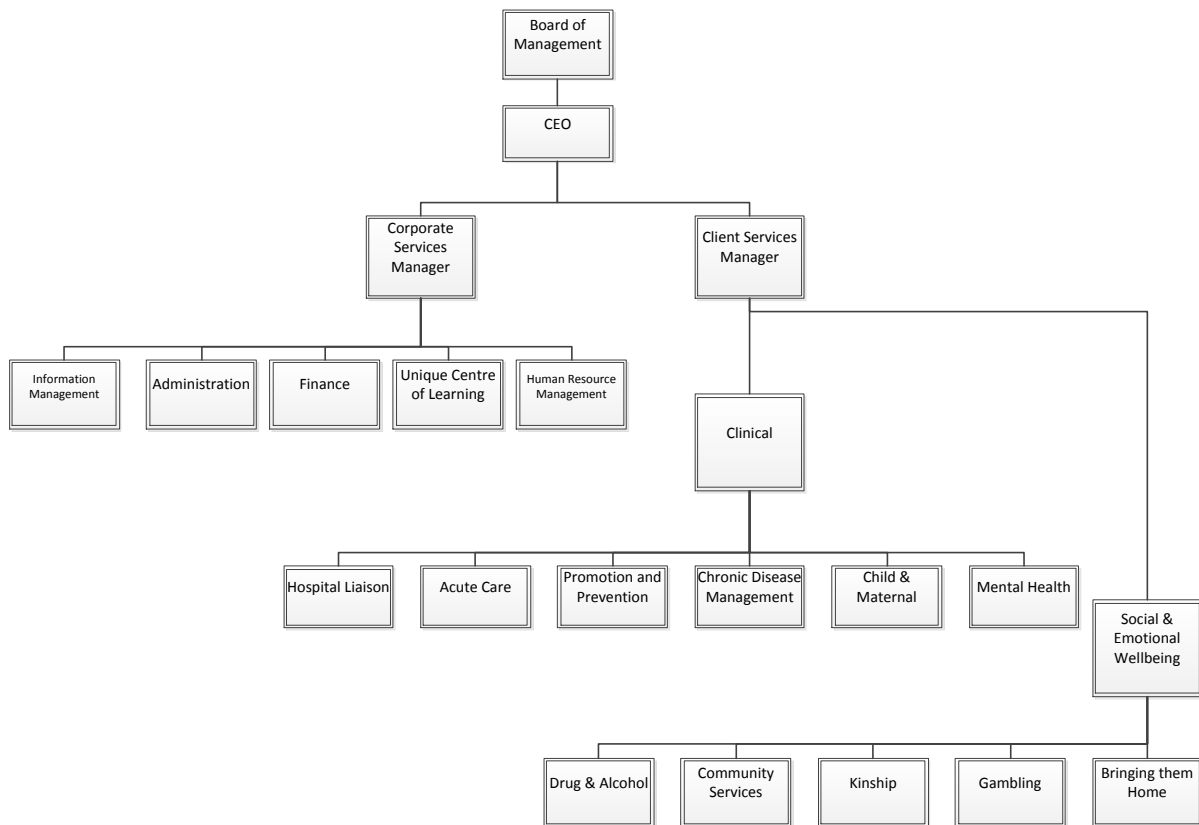 Board of
Management
CEO
Corporate
Services
Manager
Client Services
Manager
Information
Management
Administration
Finance
Unique Centre
of Learning
Human Resource
Management
Clinical
Hospital Liaison
Acute Care
Promotion and
Prevention
Chronic Disease
Management
Child &
Maternal
Mental Health
Social &
Emotional
Wellbeing
Drug & Alcohol
Community
Services
Kinship
Gambling
Bringing them
Home